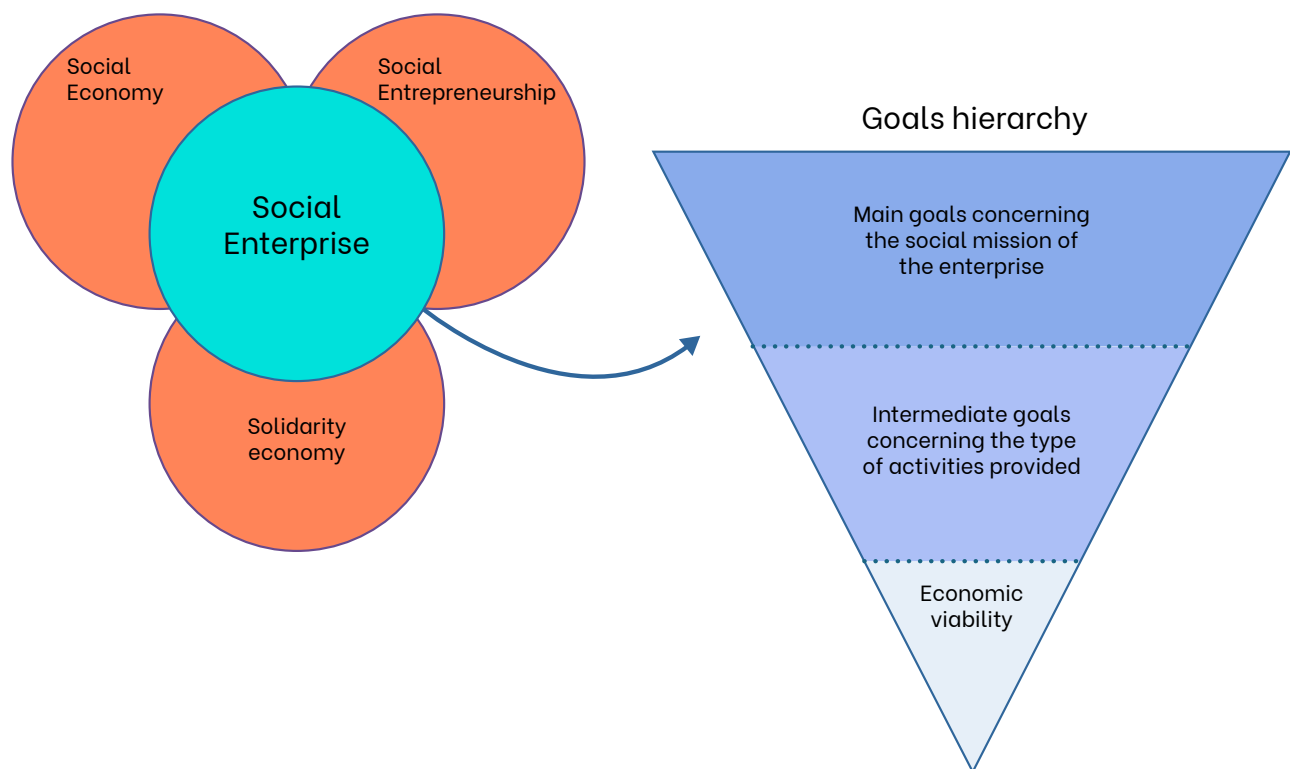 Social
Economy
Social
Entrepreneurship
Social
Enterprise
Solidarity
economy
Goals hierarchy
Main goals concerning
the social mission of
the enterprise
Intermediate goals
concerning the type
of activities provided
Economic
viability